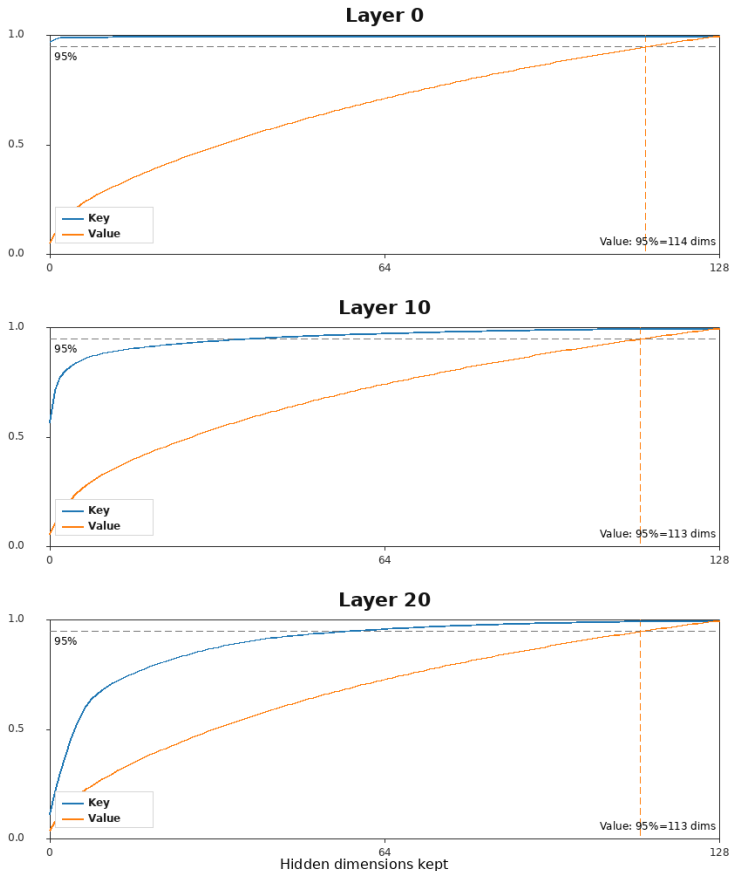 Layer 0
1.0
95%
0.5
Key
Value
Value: 95%=114 dims
0.0
0 64 128
Layer 10
1.0
95%
0.5
Key
Value
Value: 95%=113 dims
0.0
0 64 128
Layer 20
1.0
95%
0.5
Key
Value
Value: 95%=113 dims
0.0
0 64 128
Hidden dimensions kept